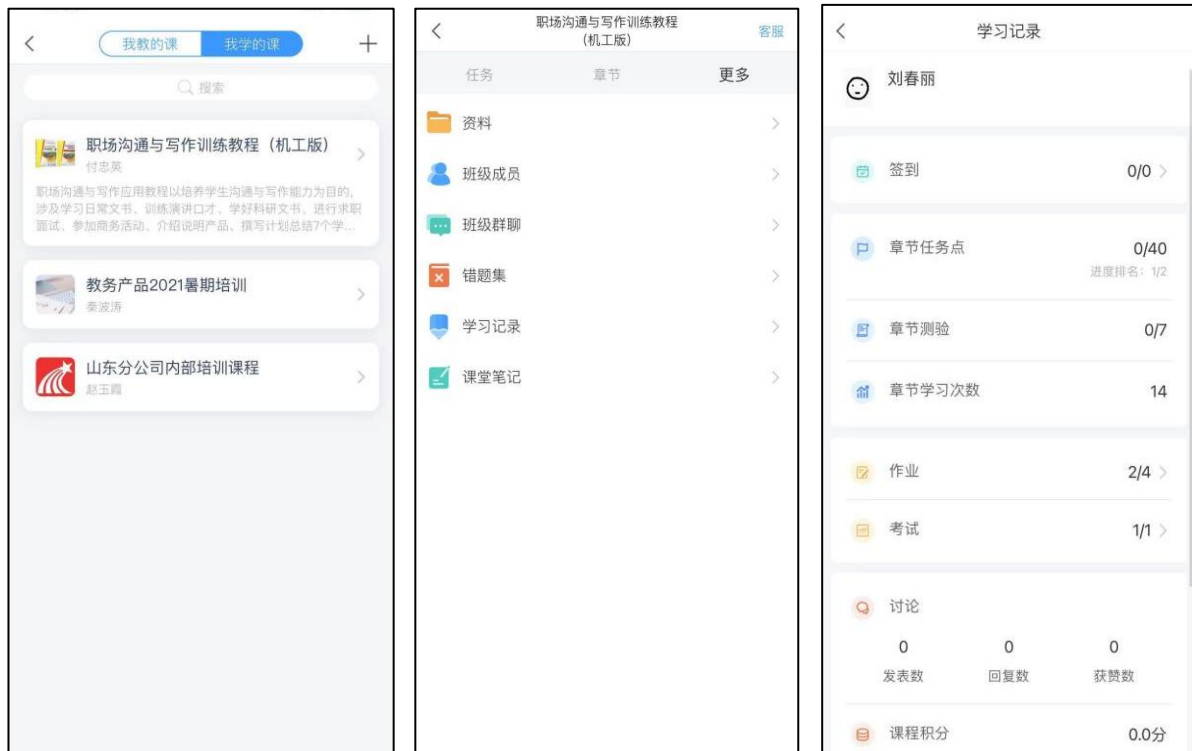 我教的课
我学的课
搜索
职场沟通与写作训练教程（机工版）
付忠英
职场沟通与写作应用教程以培养学生沟通与写作能力为目的，
涉及学习日常文书、训练演讲口才、学好科研文书、进行求职
面试、参加商务活动、介绍说明产品、撰写计划总结7个学...
教务产品2021暑期培训
秦波涛
山东分公司内部培训课程
赵玉霞
职场沟通与写作训练教程
（机工版）
客服
任务
章节
更多
资料
班级成员
班级群聊
错题集
学习记录
课堂笔记
学习记录
刘春丽
签到
0/0
章节任务点
0/40
进度排名：1/2
章节测验
0/7
章节学习次数
14
作业
2/4
考试
1/1
讨论
0
0
0
发表数
回复数
获赞数
课程积分
0.0分